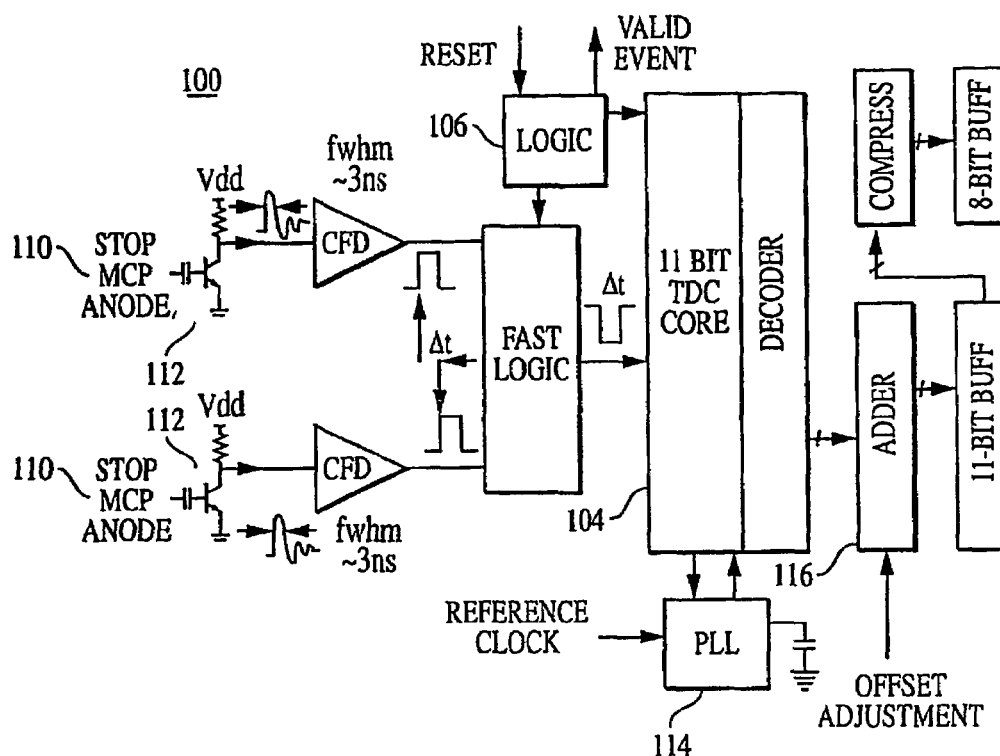 100
RESET
VALID
EVENT
106
LOGIC
fwhm
~3ns
Vdd
110
STOP
MCP
ANODE,
CFD
112
Δt
FAST
LOGIC
Δt
11 BIT
TDC
CORE
DECODER
COMPRESS
8-BIT BUFF
ADDER
11-BIT BUFF
112
Vdd
110
STOP
MCP
ANODE
CFD
fwhm
~3ns
104
116
REFERENCE
CLOCK
PLL
114
OFFSET
ADJUSTMENT